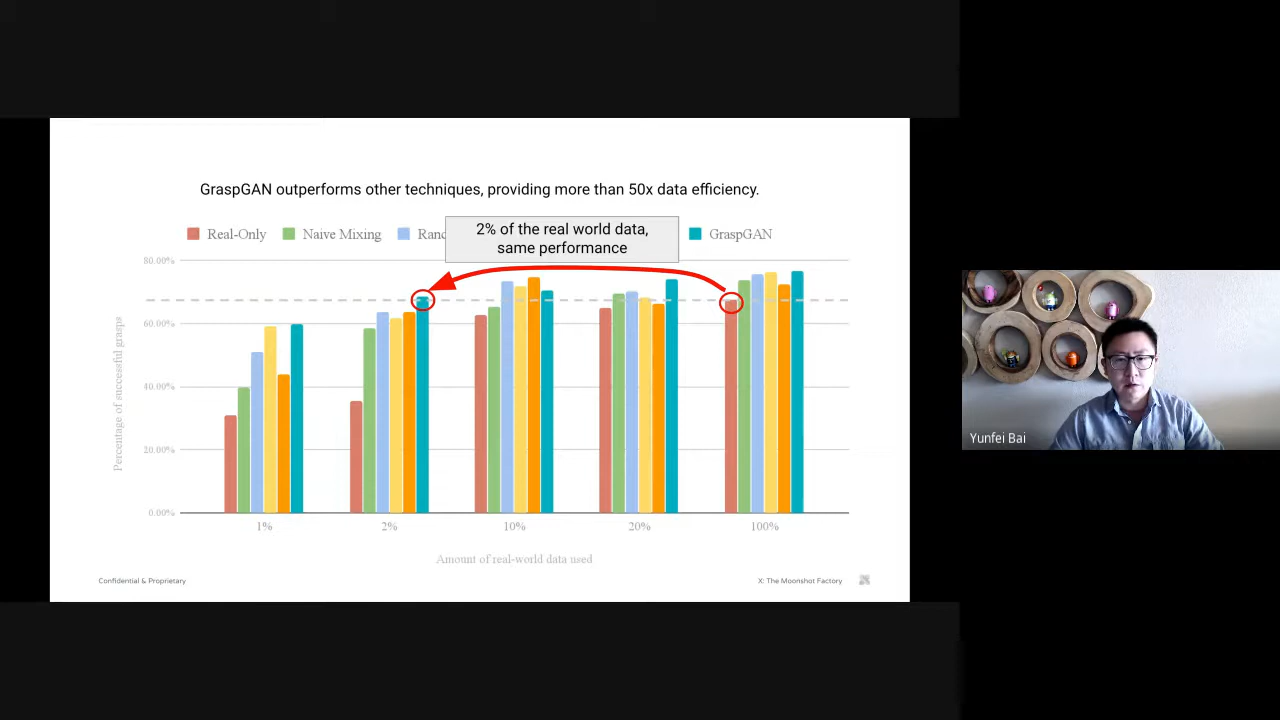 GraspGAN outperforms other techniques, providing more than 50x data efficiency.
Real-Only Naive Mixing Ranc GraspGAN
2% of the real world data,
same performance
80.00%
60.00%
40.00%
20.00%
0.00%
Percentage of successful grasps
1% 2% 10% 20% 100%
Amount of real-world data used
Confidential & Proprietary X: The Moonshot Factory
Yunfei Bai